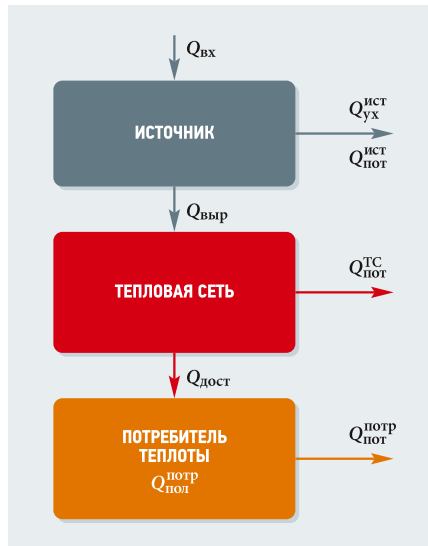 Qвх
ИСТОЧНИК
Qухист
Qпотист
Qвыр
ТЕПЛОВАЯ СЕТЬ
QпотТС
Qдост
ПОТРЕБИТЕЛЬ
ТЕПЛОТЫ
Qполпотр
Qпотпотр